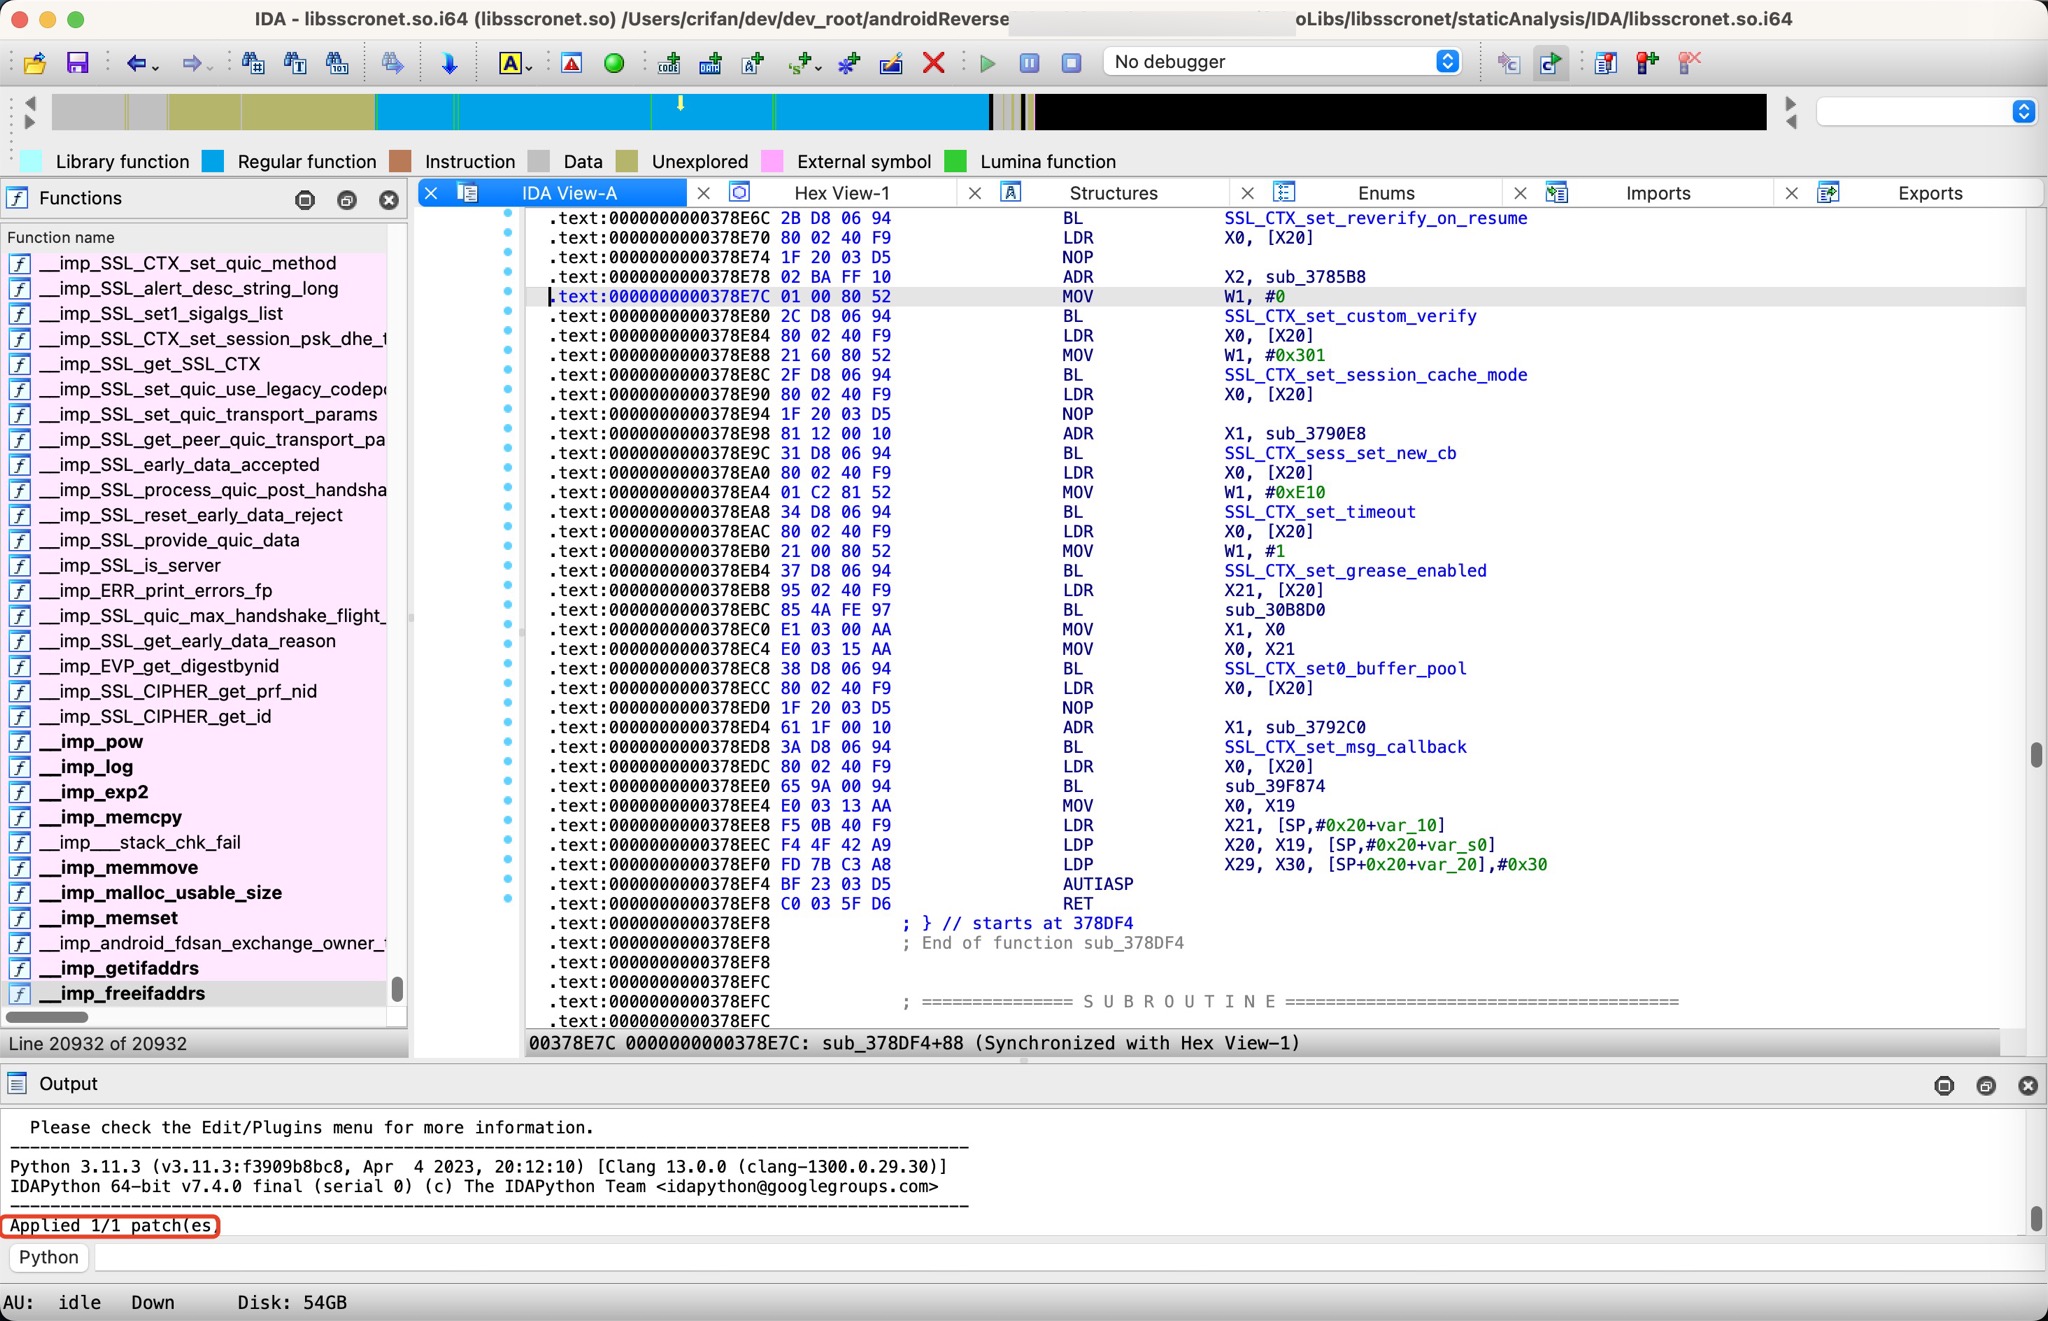 IDA - libsscronet.so.i64 (libsscronet.so) /Users/crifan/dev/dev_root/androidReverse oLibs/libsscronet/staticAnalysis/IDA/libsscronet.so.i64
No debugger
Library function Regular function Instruction Data Unexplored External symbol Lumina function
Functions
Function name
__imp_SSL_CTX_set_quic_method
__imp_SSL_alert_desc_string_long
__imp_SSL_set1_sigalgs_list
__imp_SSL_CTX_set_session_psk_dhe_t
__imp_SSL_get_SSL_CTX
__imp_SSL_set_quic_use_legacy_codepo
__imp_SSL_set_quic_transport_params
__imp_SSL_get_peer_quic_transport_pa
__imp_SSL_early_data_accepted
__imp_SSL_process_quic_post_handsha
__imp_SSL_reset_early_data_reject
__imp_SSL_provide_quic_data
__imp_SSL_is_server
__imp_ERR_print_errors_fp
__imp_SSL_quic_max_handshake_flight_
__imp_SSL_get_early_data_reason
__imp_EVP_get_digestbynid
__imp_SSL_CIPHER_get_prf_nid
__imp_SSL_CIPHER_get_id
__imp_pow
__imp_log
__imp_exp2
__imp_memcpy
__imp___stack_chk_fail
__imp_memmove
__imp_malloc_usable_size
__imp_memset
__imp_android_fdsan_exchange_owner_
__imp_getifaddrs
__imp_freeifaddrs
Line 20932 of 20932
IDA View-A Hex View-1 Structures Enums Imports Exports
.text:0000000000378E6C 2B D8 06 94 BL SSL_CTX_set_reverify_on_resume
.text:0000000000378E70 80 02 40 F9 LDR X0, [X20]
.text:0000000000378E74 1F 20 03 D5 NOP
.text:0000000000378E78 02 BA FF 10 ADR X2, sub_3785B8
.text:0000000000378E7C 01 00 80 52 MOV W1, #0
.text:0000000000378E80 2C D8 06 94 BL SSL_CTX_set_custom_verify
.text:0000000000378E84 80 02 40 F9 LDR X0, [X20]
.text:0000000000378E88 21 60 80 52 MOV W1, #0x301
.text:0000000000378E8C 2F D8 06 94 BL SSL_CTX_set_session_cache_mode
.text:0000000000378E90 80 02 40 F9 LDR X0, [X20]
.text:0000000000378E94 1F 20 03 D5 NOP
.text:0000000000378E98 81 12 00 10 ADR X1, sub_3790E8
.text:0000000000378E9C 31 D8 06 94 BL SSL_CTX_sess_set_new_cb
.text:0000000000378EA0 80 02 40 F9 LDR X0, [X20]
.text:0000000000378EA4 01 C2 81 52 MOV W1, #0xE10
.text:0000000000378EA8 34 D8 06 94 BL SSL_CTX_set_timeout
.text:0000000000378EAC 80 02 40 F9 LDR X0, [X20]
.text:0000000000378EB0 21 00 80 52 MOV W1, #1
.text:0000000000378EB4 37 D8 06 94 BL SSL_CTX_set_grease_enabled
.text:0000000000378EB8 95 02 40 F9 LDR X21, [X20]
.text:0000000000378EBC 85 4A FE 97 BL sub_30B8D0
.text:0000000000378EC0 E1 03 00 AA MOV X1, X0
.text:0000000000378EC4 E0 03 15 AA MOV X0, X21
.text:0000000000378EC8 38 D8 06 94 BL SSL_CTX_set0_buffer_pool
.text:0000000000378ECC 80 02 40 F9 LDR X0, [X20]
.text:0000000000378ED0 1F 20 03 D5 NOP
.text:0000000000378ED4 61 1F 00 10 ADR X1, sub_3792C0
.text:0000000000378ED8 3A D8 06 94 BL SSL_CTX_set_msg_callback
.text:0000000000378EDC 80 02 40 F9 LDR X0, [X20]
.text:0000000000378EE0 65 9A 00 94 BL sub_39F874
.text:0000000000378EE4 E0 03 13 AA MOV X0, X19
.text:0000000000378EE8 F5 0B 40 F9 LDR X21, [SP,#0x20+var_10]
.text:0000000000378EEC F4 4F 42 A9 LDP X20, X19, [SP,#0x20+var_s0]
.text:0000000000378EF0 FD 7B C3 A8 LDP X29, X30, [SP+0x20+var_20],#0x30
.text:0000000000378EF4 BF 23 03 D5 AUTIASP
.text:0000000000378EF8 C0 03 5F D6 RET
.text:0000000000378EF8 ; } // starts at 378DF4
.text:0000000000378EF8 ; End of function sub_378DF4
.text:0000000000378EF8
.text:0000000000378EFC
.text:0000000000378EFC ; =============== S U B R O U T I N E =======================================
.text:0000000000378EFC
00378E7C 0000000000378E7C: sub_378DF4+88 (Synchronized with Hex View-1)
Output
Please check the Edit/Plugins menu for more information.
Python 3.11.3 (v3.11.3:f3909b8bc8, Apr  4 2023, 20:12:10) [Clang 13.0.0 (clang-1300.0.29.30)]
IDAPython 64-bit v7.4.0 final (serial 0) (c) The IDAPython Team <idapython@googlegroups.com>
Applied 1/1 patch(es
Python
AU: idle Down Disk: 54GB